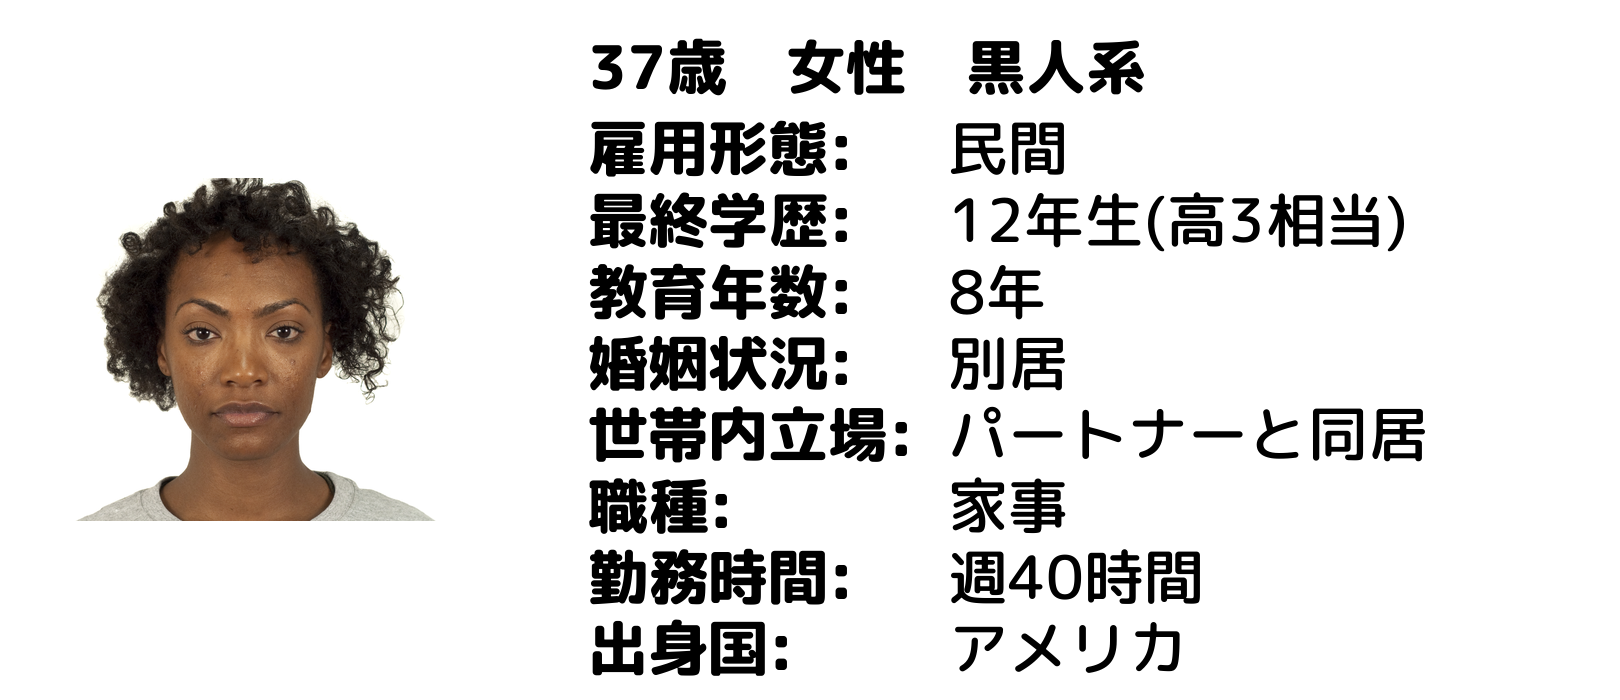 37歳　女性　黒人系
雇用形態:　民間
最終学歴:　12年生(高3相当)
教育年数:　8年
婚姻状況:　別居
世帯内立場:　パートナーと同居
職種:　家事
勤務時間:　週40時間
出身国:　アメリカ